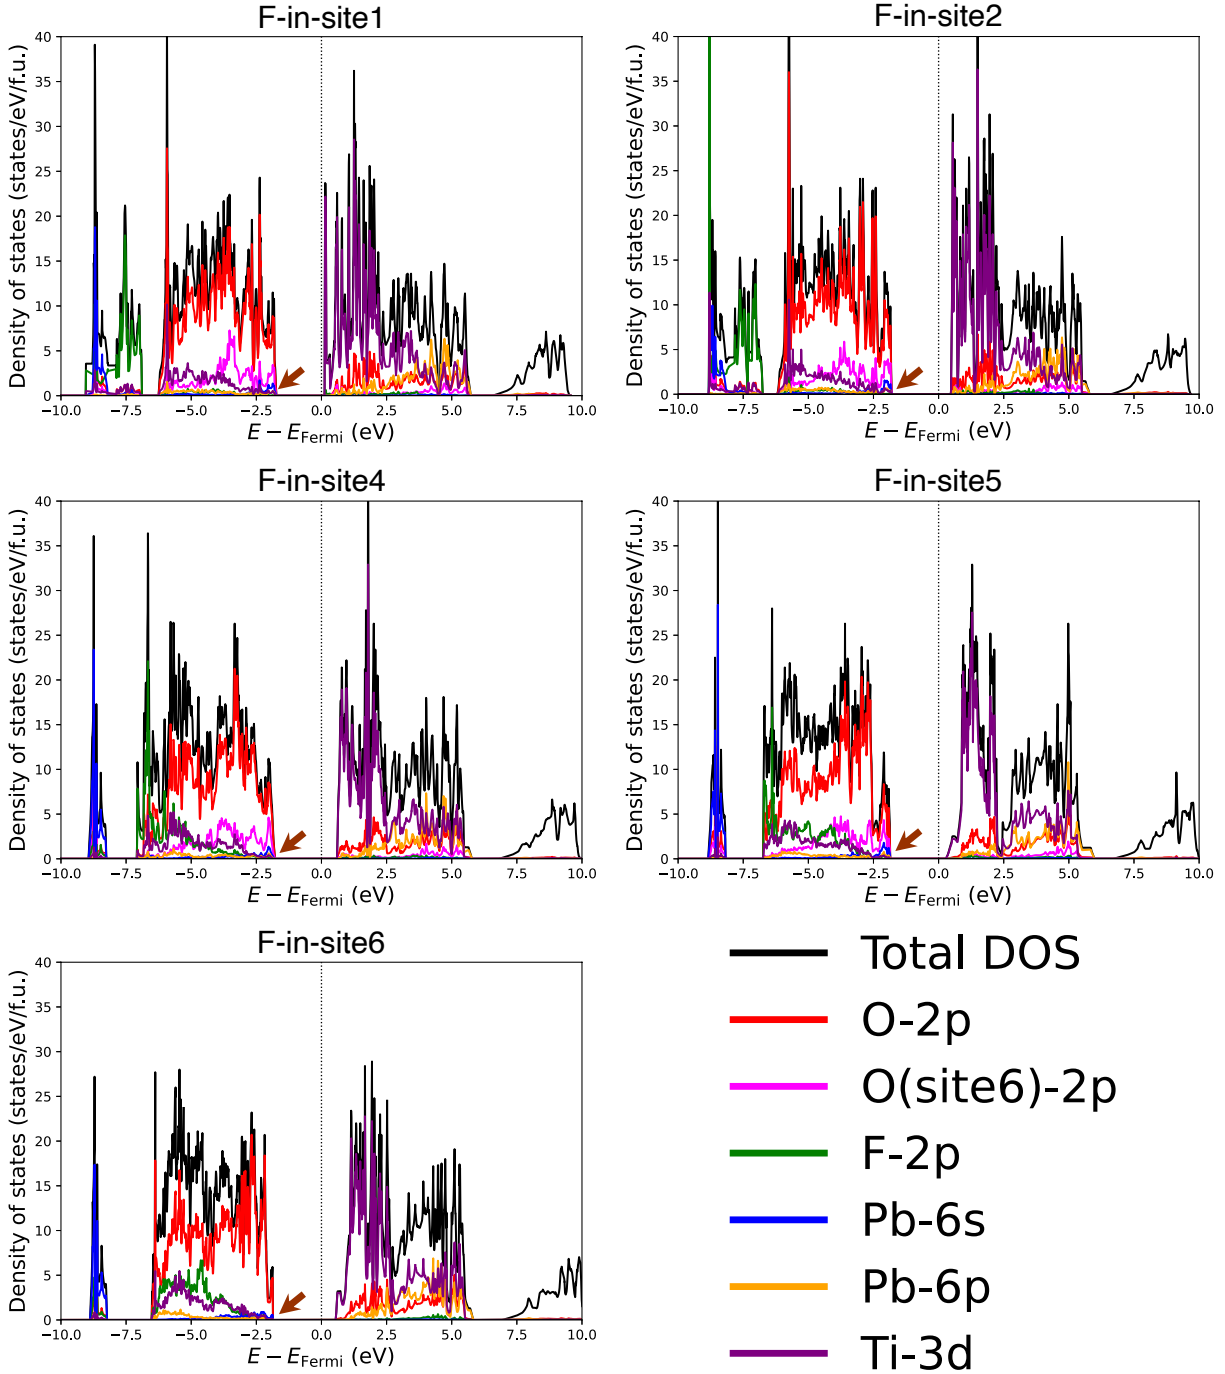 F-in-site1
Density of states (states/eV/f.u.)
40
35
30
25
20
15
10
5
0
−10.0 −7.5 −5.0 −2.5 0.0 2.5 5.0 7.5 10.0
E − E_Fermi (eV)
F-in-site2
Density of states (states/eV/f.u.)
40
35
30
25
20
15
10
5
0
−10.0 −7.5 −5.0 −2.5 0.0 2.5 5.0 7.5 10.0
E − E_Fermi (eV)
F-in-site4
Density of states (states/eV/f.u.)
40
35
30
25
20
15
10
5
0
−10.0 −7.5 −5.0 −2.5 0.0 2.5 5.0 7.5 10.0
E − E_Fermi (eV)
F-in-site5
Density of states (states/eV/f.u.)
40
35
30
25
20
15
10
5
0
−10.0 −7.5 −5.0 −2.5 0.0 2.5 5.0 7.5 10.0
E − E_Fermi (eV)
F-in-site6
Density of states (states/eV/f.u.)
40
35
30
25
20
15
10
5
0
−10.0 −7.5 −5.0 −2.5 0.0 2.5 5.0 7.5 10.0
E − E_Fermi (eV)
Total DOS
O-2p
O(site6)-2p
F-2p
Pb-6s
Pb-6p
Ti-3d